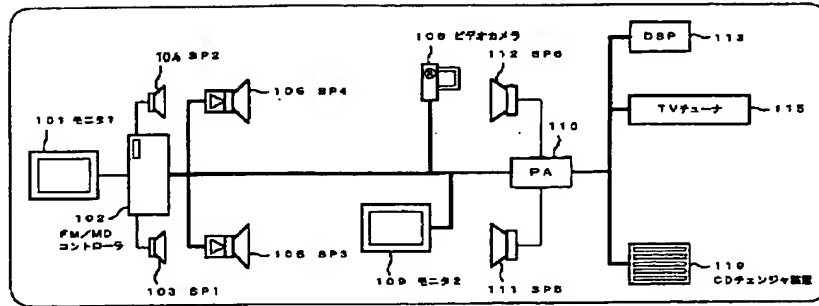 104 SP2
106 SP4
108 ビデオカメラ
112 SP6
DSP
113
101 モニタ1
110
TVチューナ
115
PA
102
FM/MD
コントローラ
103 SP1
105 SP3
109 モニタ2
111 SP5
119
CDチェンジャ装置